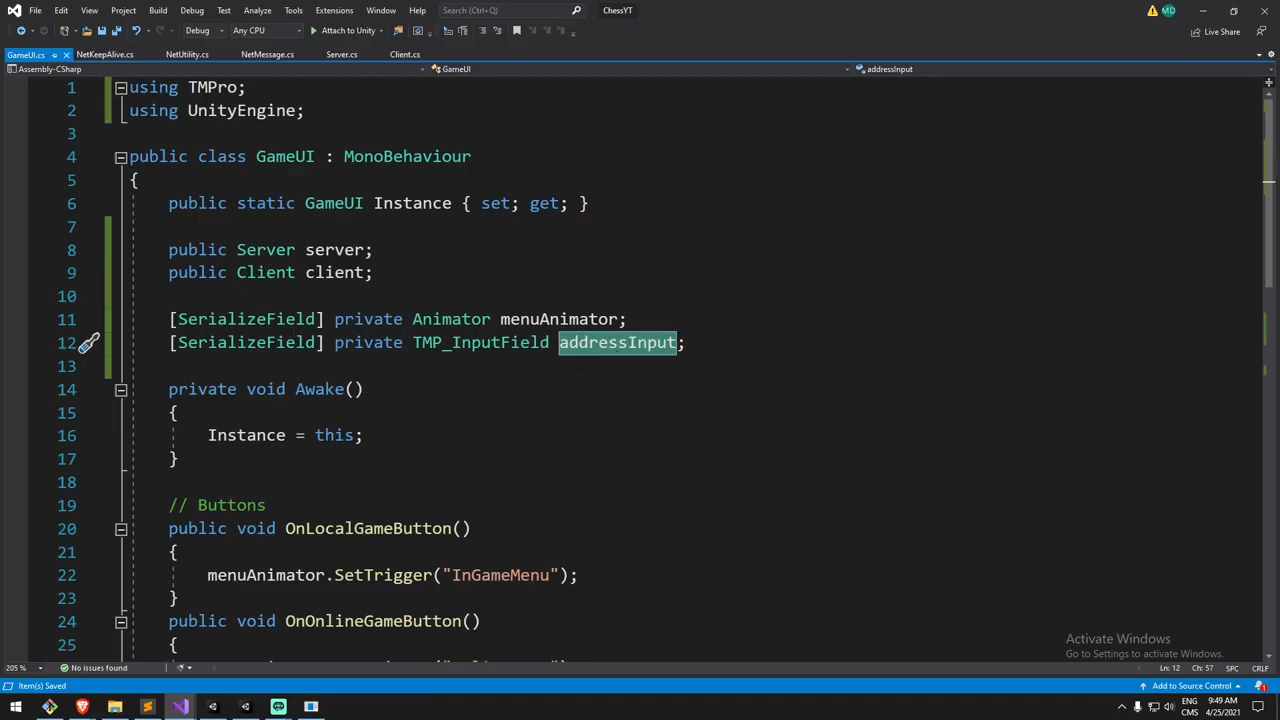 File Edit View Project Build Debug Test Analyze Tools Extensions Window Help Search (Ctrl+Q) ChessYT MD
Debug Any CPU Attach to Unity Live Share
GameUI.cs NetKeepAlive.cs NetUtility.cs NetMessage.cs Server.cs Client.cs
Assembly-CSharp GameUI addressInput
1 using TMPro;
2 using UnityEngine;
3
4 public class GameUI : MonoBehaviour
5 {
6 public static GameUI Instance { set; get; }
7
8 public Server server;
9 public Client client;
10
11 [SerializeField] private Animator menuAnimator;
12 [SerializeField] private TMP_InputField addressInput;
13
14 private void Awake()
15 {
16 Instance = this;
17 }
18
19 // Buttons
20 public void OnLocalGameButton()
21 {
22 menuAnimator.SetTrigger("InGameMenu");
23 }
24 public void OnOnlineGameButton()
25 {
Activate Windows
Go to Settings to activate Windows.
205 % No issues found Ln: 12 Ch: 57 SPC CRLF
Item(s) Saved Add to Source Control 1
ENG 9:49 AM
CMS 4/25/2021